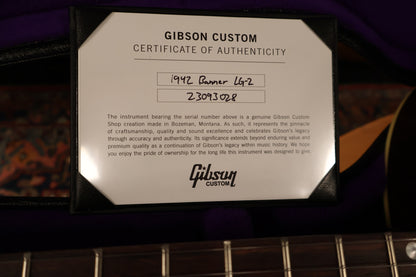 GIBSON CUSTOM
CERTIFICATE OF AUTHENTICITY
1942 Banner LG-2
23093028
The instrument bearing the serial number above is a genuine Gibson Custom
Shop creation made in Bozeman, Montana. As such, it represents the pinnacle
of craftsmanship, quality and sound excellence and celebrates Gibson's legacy
through accuracy and authenticity. Its significance extends beyond enduring value and
premium quality as a continuation of Gibson's legacy within music history. We hope
you enjoy the pride of ownership for the long life this instrument was designed to give.
Gibson
CUSTOM